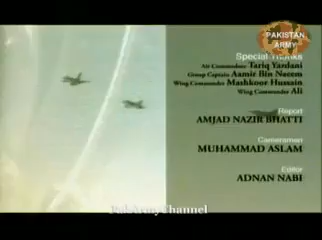 PAKISTAN
ARMY
Special Thanks
Air Commodore Tariq Yardani
Group Captain Aamir Bin Naeem
Wing Commander Mashkoor Hussain
Wing Commander Ali
Report
AMJAD NAZIR BHATTI
Cameraman
MUHAMMAD ASLAM
Editor
ADNAN NABI
PakArmyChannel